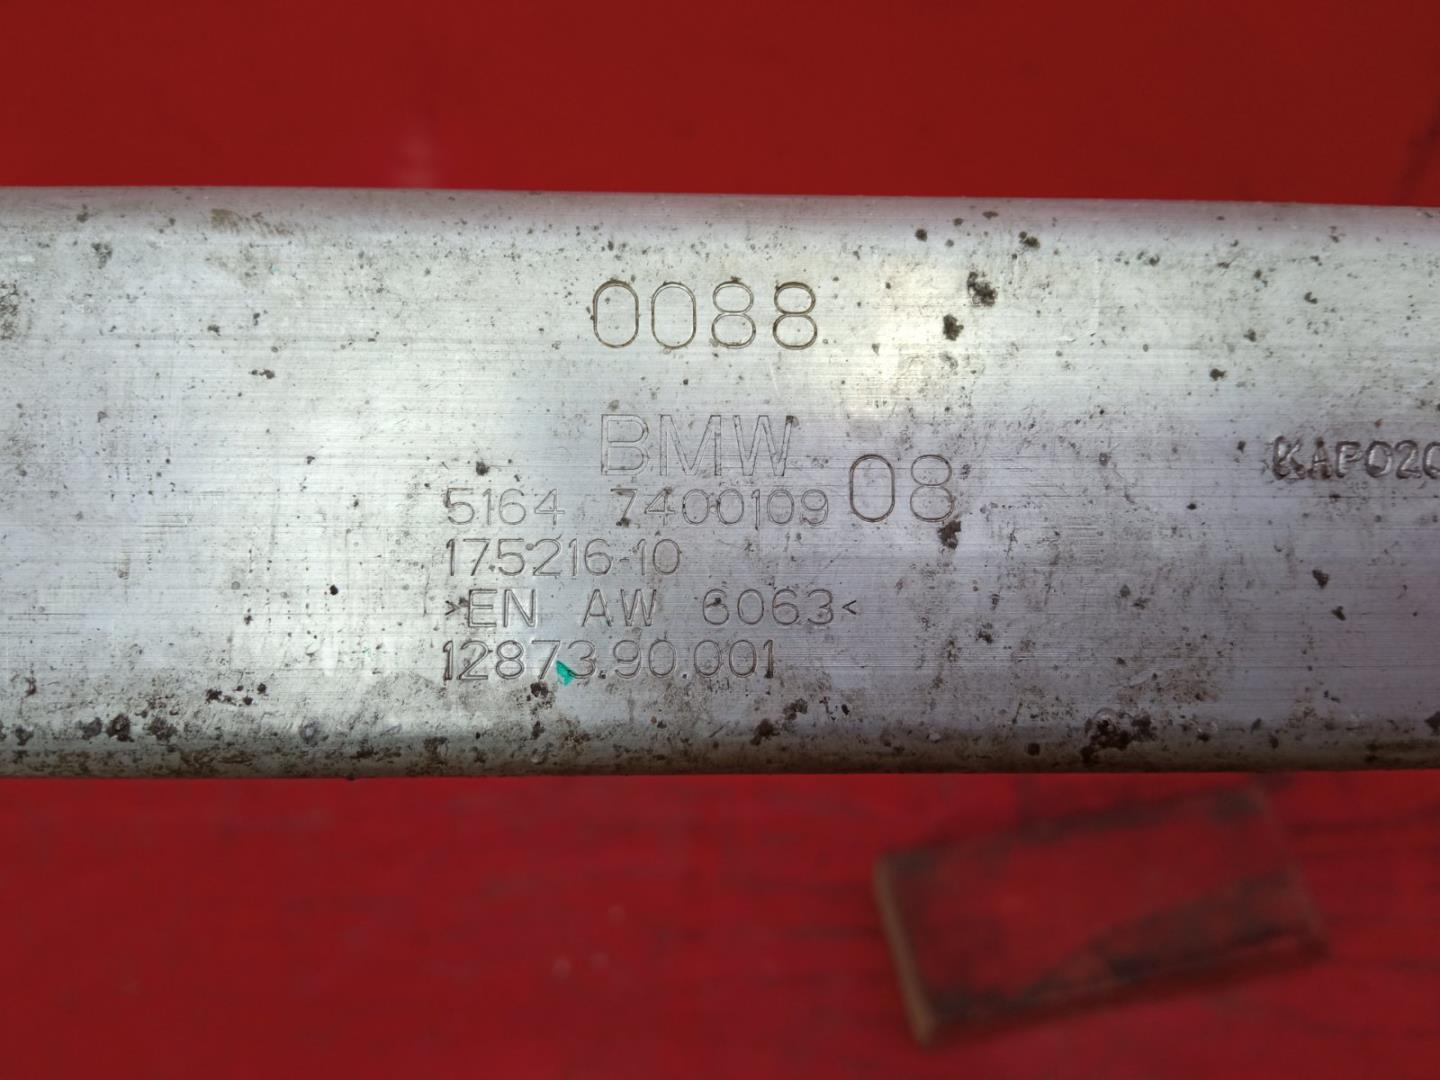 0088
BMW
5164 7400109 08
175216-10
>EN AW 6063<
12873.90.001